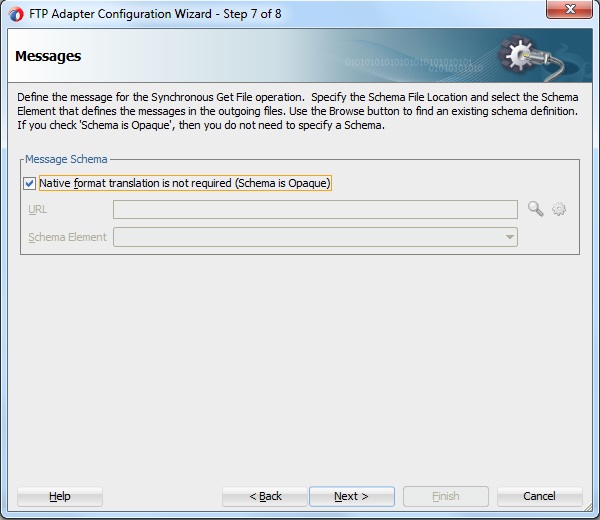 FTP Adapter Configuration Wizard - Step 7 of 8
Messages
Define the message for the Synchronous Get File operation.  Specify the Schema File Location and select the Schema
Element that defines the messages in the outgoing files. Use the Browse button to find an existing schema definition.
If you check 'Schema is Opaque', then you do not need to specify a Schema.
Message Schema
Native format translation is not required (Schema is Opaque)
URL
Schema Element
Help
< Back
Next >
Finish
Cancel